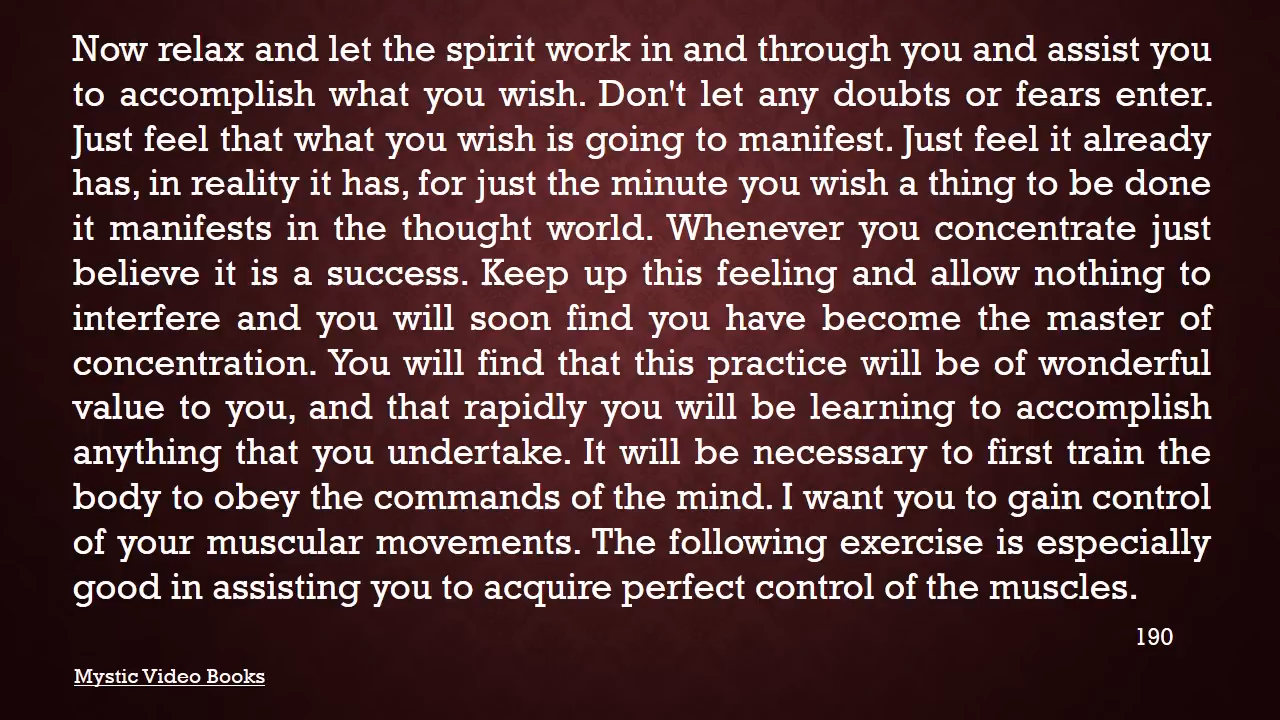 Now relax and let the spirit work in and through you and assist you
to accomplish what you wish. Don't let any doubts or fears enter.
Just feel that what you wish is going to manifest. Just feel it already
has, in reality it has, for just the minute you wish a thing to be done
it manifests in the thought world. Whenever you concentrate just
believe it is a success. Keep up this feeling and allow nothing to
interfere and you will soon find you have become the master of
concentration. You will find that this practice will be of wonderful
value to you, and that rapidly you will be learning to accomplish
anything that you undertake. It will be necessary to first train the
body to obey the commands of the mind. I want you to gain control
of your muscular movements. The following exercise is especially
good in assisting you to acquire perfect control of the muscles.
190
Mystic Video Books